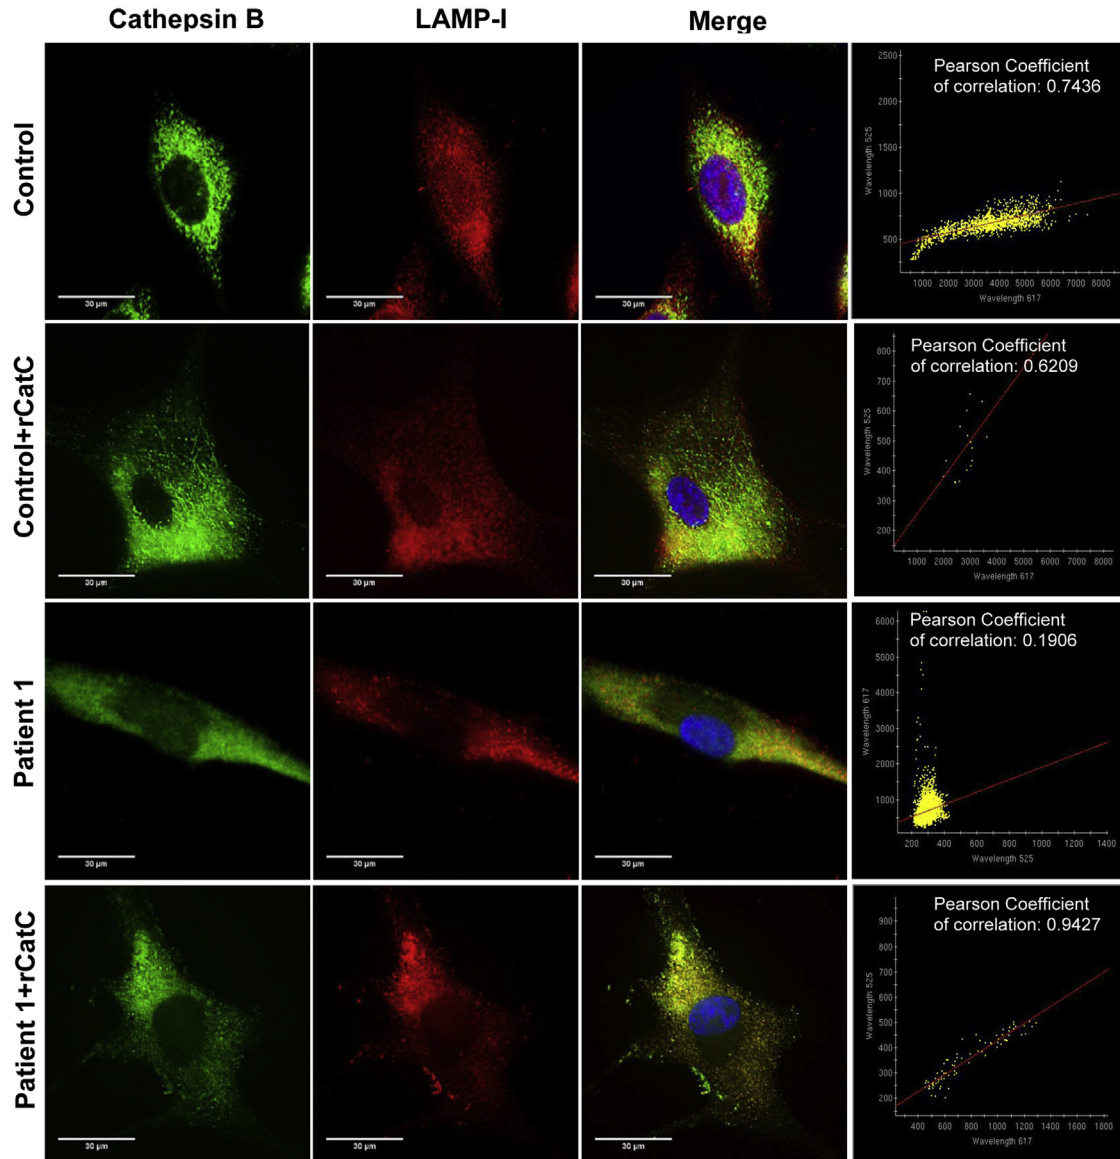 Cathepsin B
LAMP-I
Merge
Control
30 µm
30 µm
30 µm
Pearson Coefficient
of correlation: 0.7436
2500
2000
1500
1000
500
Wavelength 525
1000 2000 3000 4000 5000 6000 7000 8000
Wavelength 617
Control+rCatC
30 µm
30 µm
30 µm
Pearson Coefficient
of correlation: 0.6209
800
700
600
500
400
300
200
Wavelength 525
1000 2000 3000 4000 5000 6000 7000 8000
Wavelength 617
Patient 1
30 µm
30 µm
30 µm
Pearson Coefficient
of correlation: 0.1906
6000
5000
4000
3000
2000
1000
Wavelength 617
200 400 600 800 1000 1200 1400
Wavelength 525
Patient 1+rCatC
30 µm
30 µm
30 µm
Pearson Coefficient
of correlation: 0.9427
900
800
700
600
500
400
300
200
Wavelength 525
400 600 800 1000 1200 1400 1600 1800
Wavelength 617